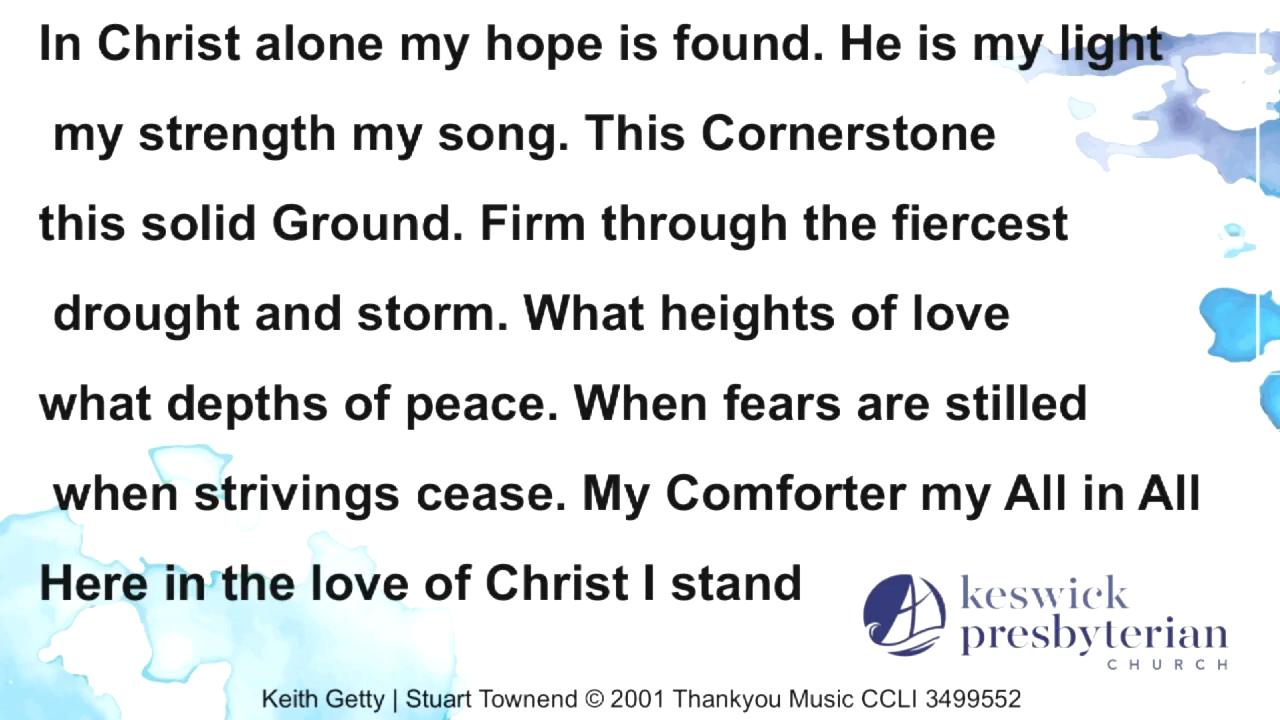 In Christ alone my hope is found. He is my light
my strength my song. This Cornerstone
this solid Ground. Firm through the fiercest
drought and storm. What heights of love
what depths of peace. When fears are stilled
when strivings cease. My Comforter my All in All
Here in the love of Christ I stand
keswick
presbyterian
CHURCH
Keith Getty | Stuart Townend © 2001 Thankyou Music CCLI 3499552